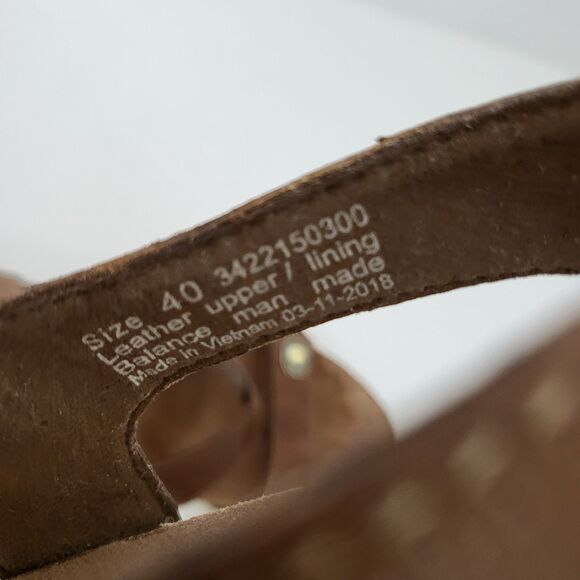 Size 40 3422150300
Leather upper/ lining
Balance man made
Made in Vietnam 03-11-2018